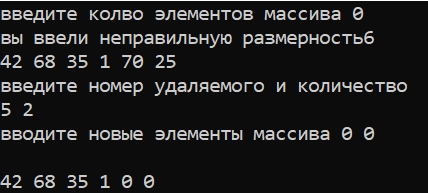 введите колво элементов массива 0
вы ввели неправильную размерность6
42 68 35 1 70 25
введите номер удаляемого и количество
5 2
вводите новые элементы массива 0 0
42 68 35 1 0 0